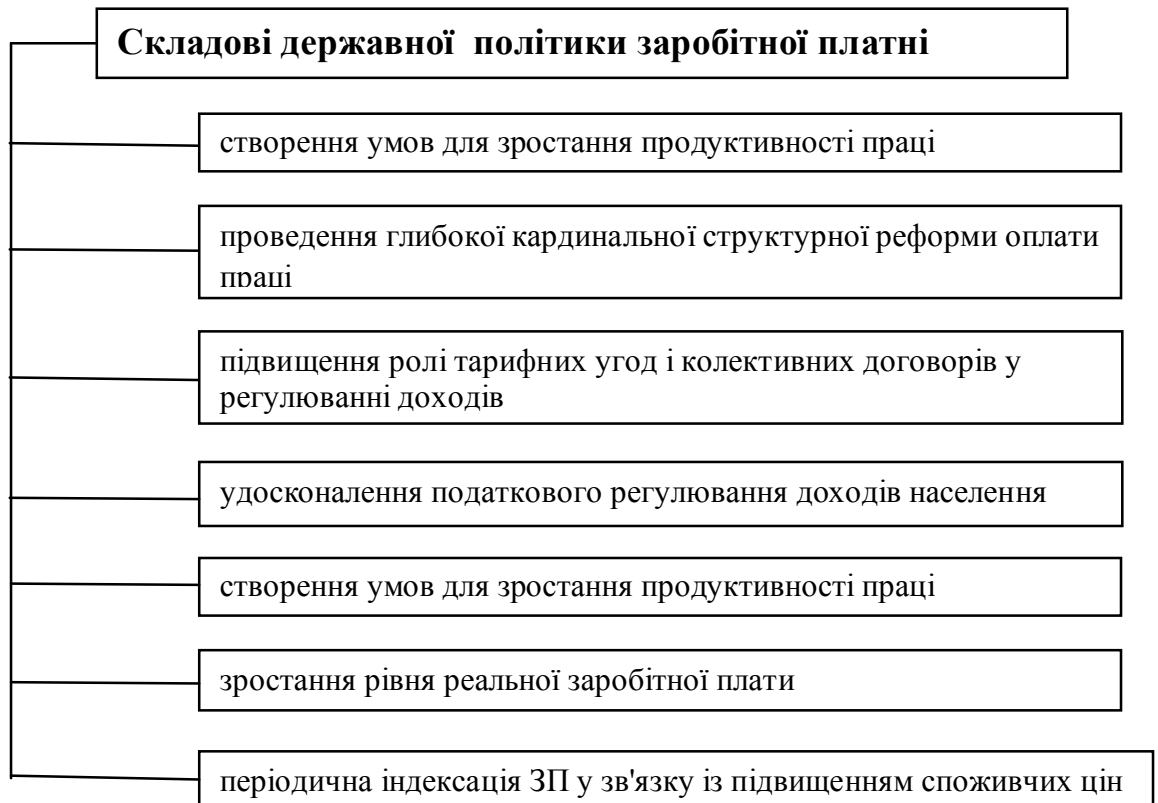 Складові державної політики заробітної платні
створення умов для зростання продуктивності праці
проведення глибокої кардинальної структурної реформи оплати
праці
підвищення ролі тарифних угод і колективних договорів у
регулюванні доходів
удосконалення податкового регулювання доходів населення
створення умов для зростання продуктивності праці
зростання рівня реальної заробітної плати
періодична індексація ЗП у зв'язку із підвищенням споживчих цін